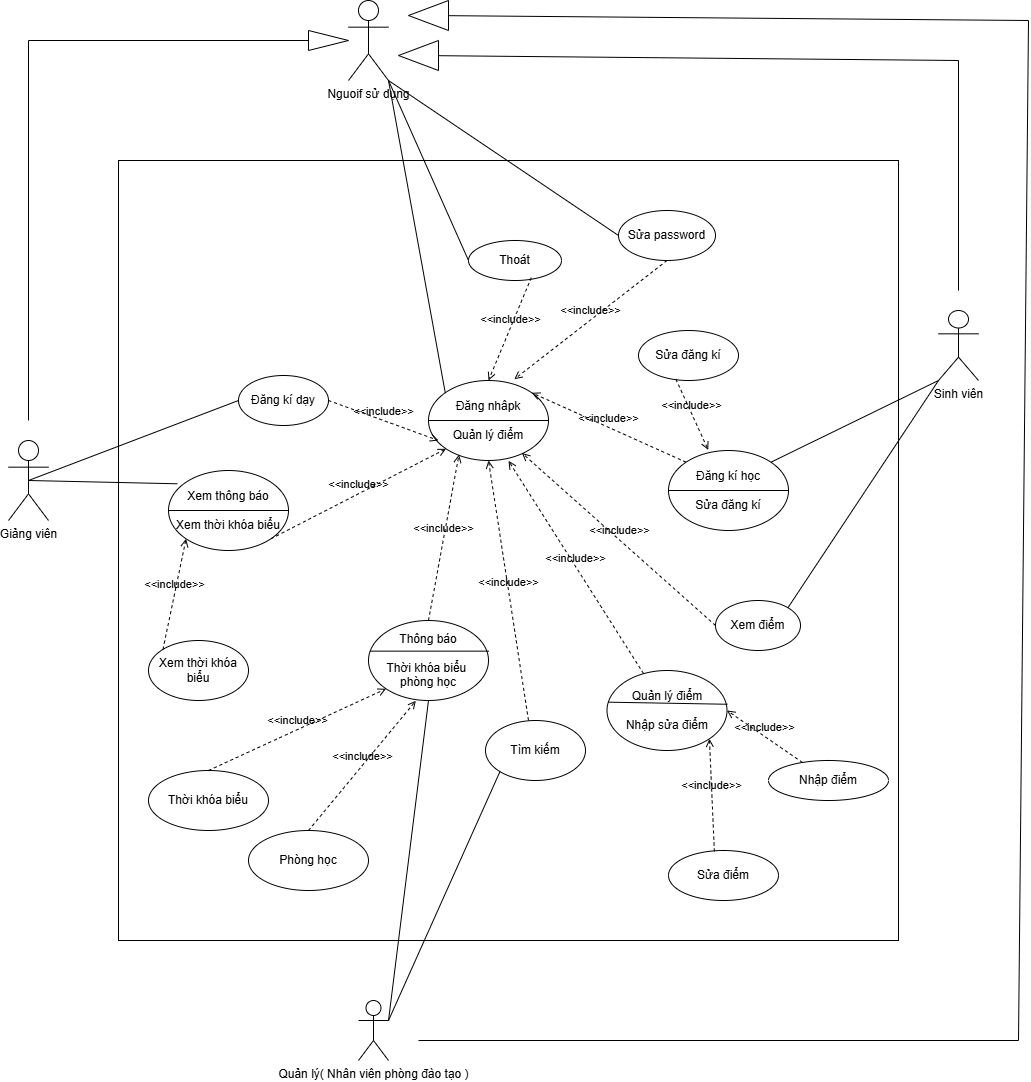 Nguoif sử dụng
Sửa password
Thoát
<<include>>
<<include>>
Sửa đăng kí
Đăng kí dạy
<<include>>
Đăng nhâpk
Quản lý điểm
<<include>>
<<include>>
Sinh viên
Đăng kí học
Sửa đăng kí
Xem thông báo
Xem thời khóa biểu
<<include>>
Giảng viên
<<include>>
<<include>>
<<include>>
<<include>>
<<include>>
Xem điểm
Thông báo
Thời khóa biểu
phòng học
Xem thời khóa
biểu
Quản lý điểm
Nhập sửa điểm
<<include>>
<<include>>
<<include>>
Tìm kiếm
<<include>>
Nhập điểm
Thời khóa biểu
Phòng học
Sửa điểm
Quản lý( Nhân viên phòng đảo tạo )